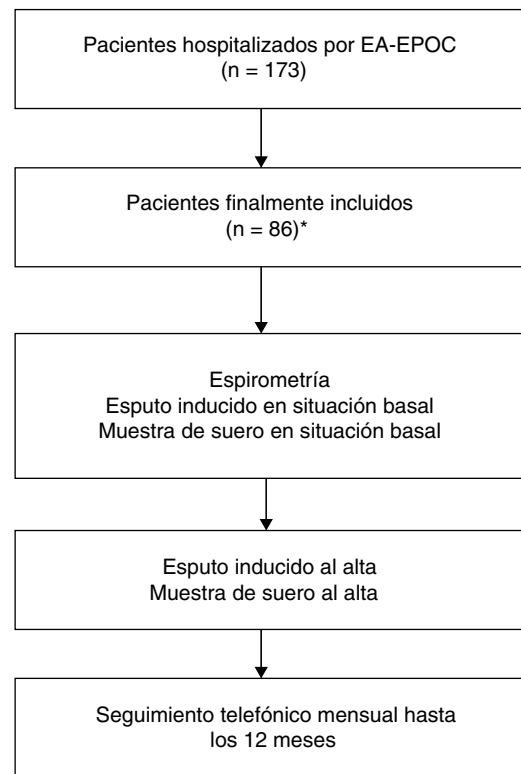 Pacientes hospitalizados por EA-EPOC
(n = 173)
Pacientes finalmente incluidos
(n = 86)*
Espirometría
Esputo inducido en situación basal
Muestra de suero en situación basal
Esputo inducido al alta
Muestra de suero al alta
Seguimiento telefónico mensual hasta
los 12 meses